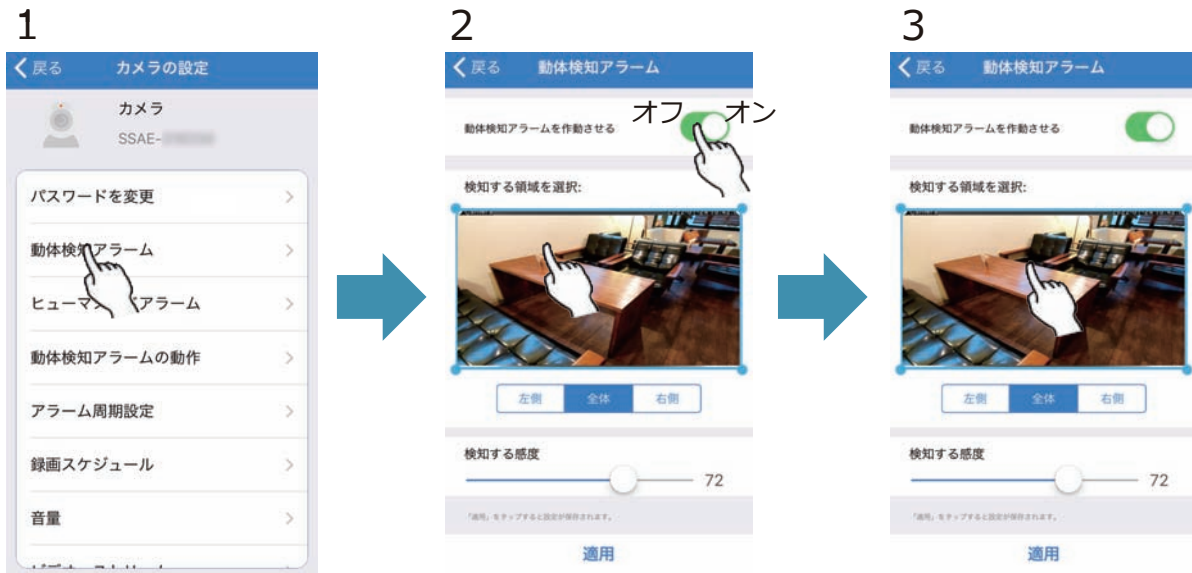 1
戻る カメラの設定
カメラ
SSAE-
パスワードを変更
動体検知アラーム
アラーム
動体検知アラームの動作
アラーム周期設定
録画スケジュール
音量
2
戻る 動体検知アラーム
オフ オン
動体検知アラームを作動させる
検知する領域を選択:
左側 全体 右側
検知する感度
72
「適用」をタップすると設定が保存されます。
適用
3
戻る 動体検知アラーム
動体検知アラームを作動させる
検知する領域を選択:
左側 全体 右側
検知する感度
72
「適用」をタップすると設定が保存されます。
適用